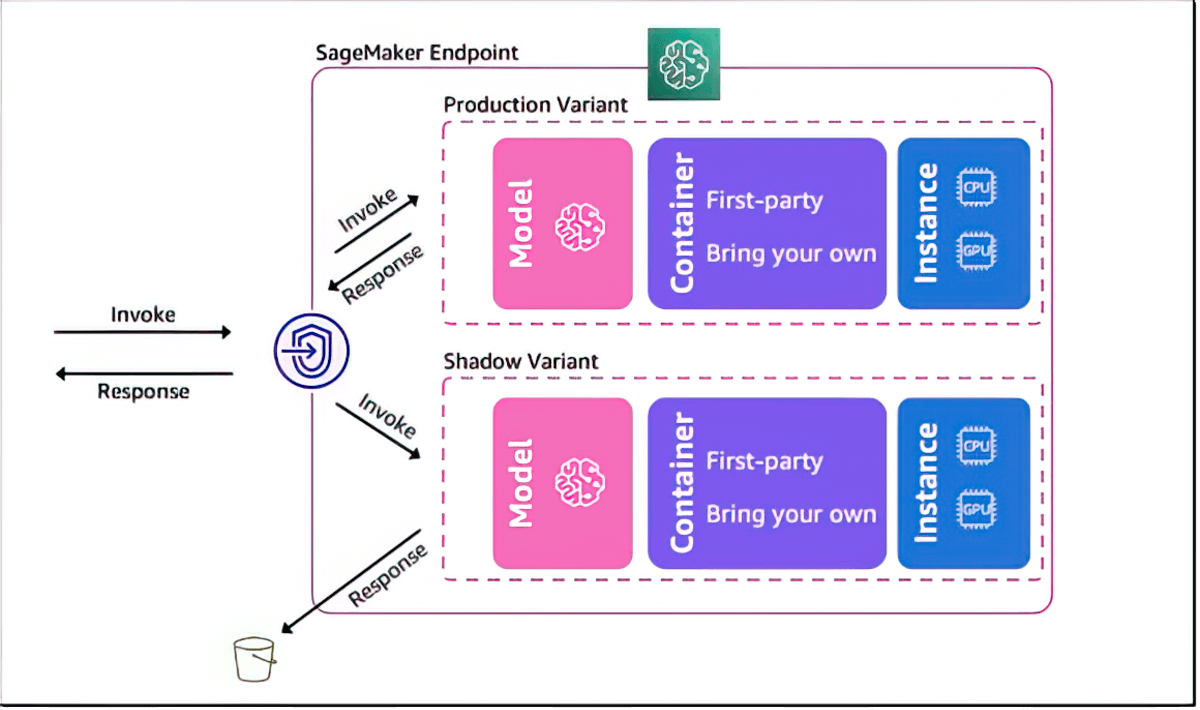 SageMaker Endpoint
Production Variant
Invoke
Response
Model
Container
First-party
Bring your own
Instance
CPU
GPU
Invoke
Response
Shadow Variant
Invoke
Response
Model
Container
First-party
Bring your own
Instance
CPU
GPU